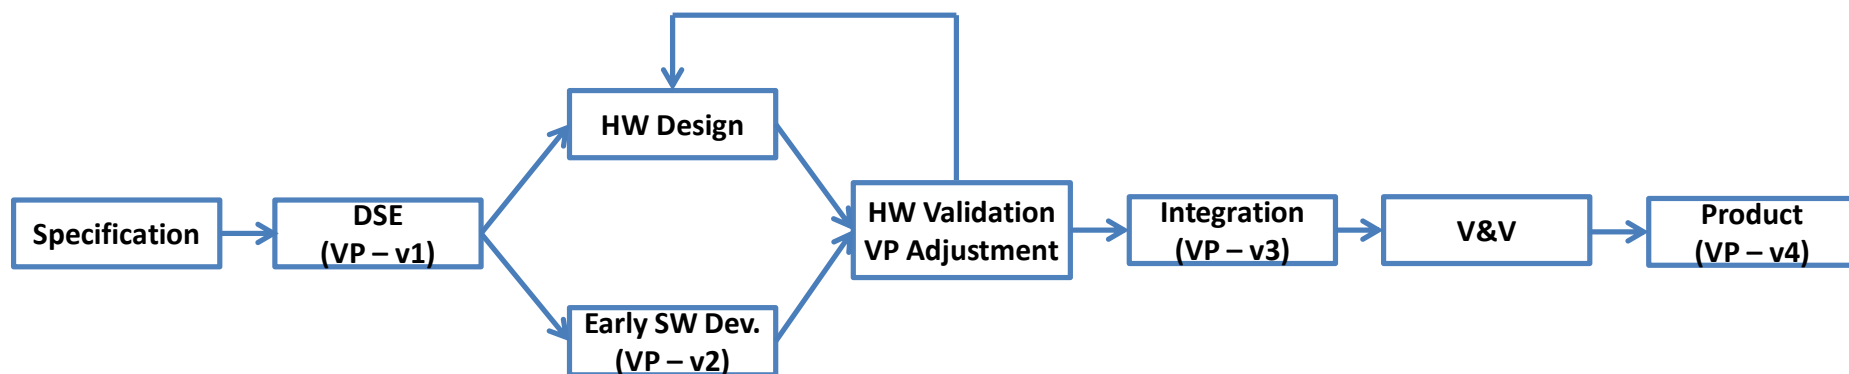 HW Design
Specification
DSE
(VP – v1)
HW Validation
VP Adjustment
Integration
(VP – v3)
V&V
Product
(VP – v4)
Early SW Dev.
(VP – v2)